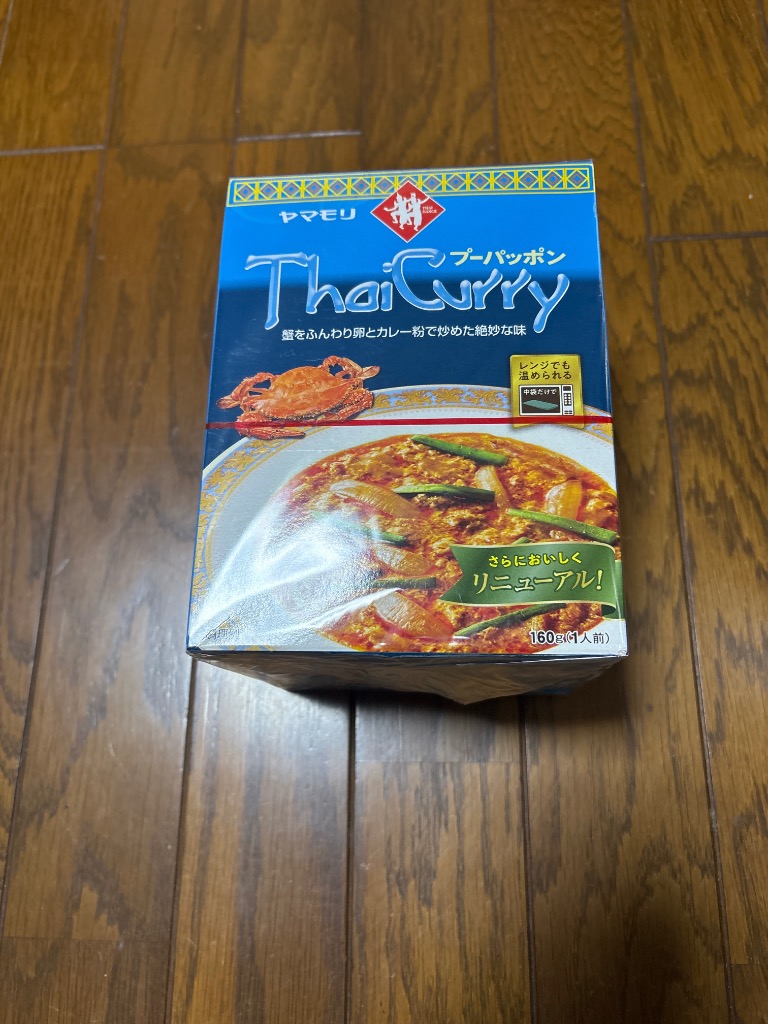 ヤマモリ
プーパッポン
ThaiCurry
蟹をふんわり卵とカレー粉で炒めた絶妙な味
レンジでも
温められる
中袋だけで
さらにおいしく
リニューアル!
160g(1人前)